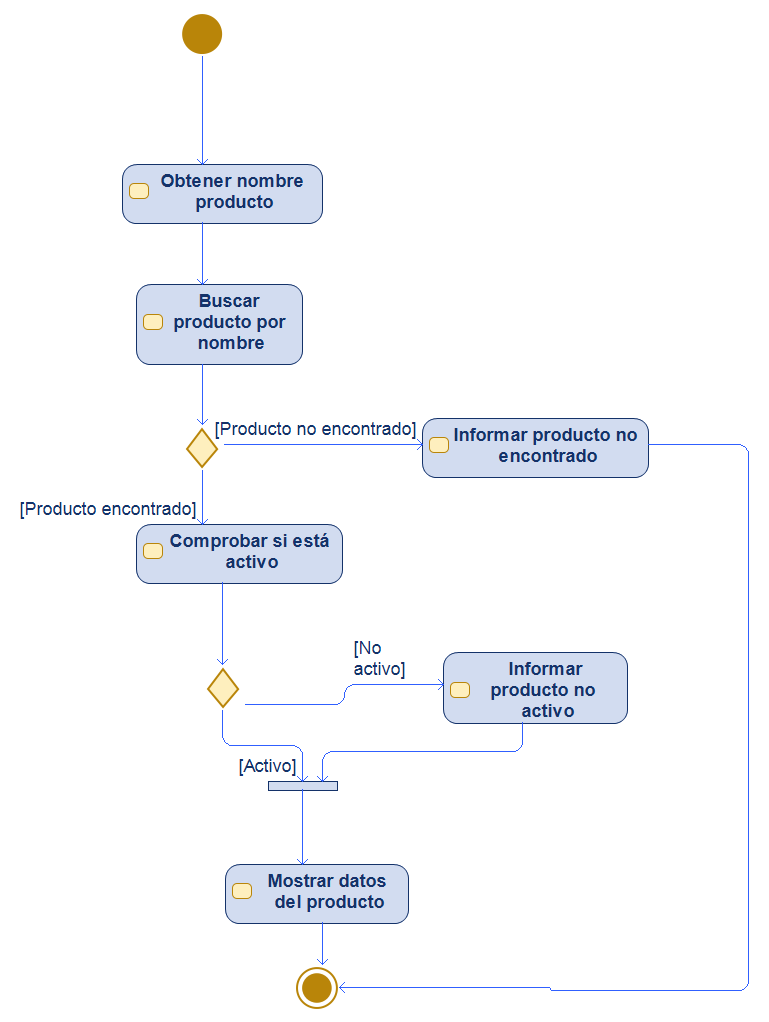 Obtener nombre
producto
Buscar
producto por
nombre
[Producto no encontrado]
Informar producto no
encontrado
[Producto encontrado]
Comprobar si está
activo
[No
activo]
Informar
producto no
activo
[Activo]
Mostrar datos
del producto